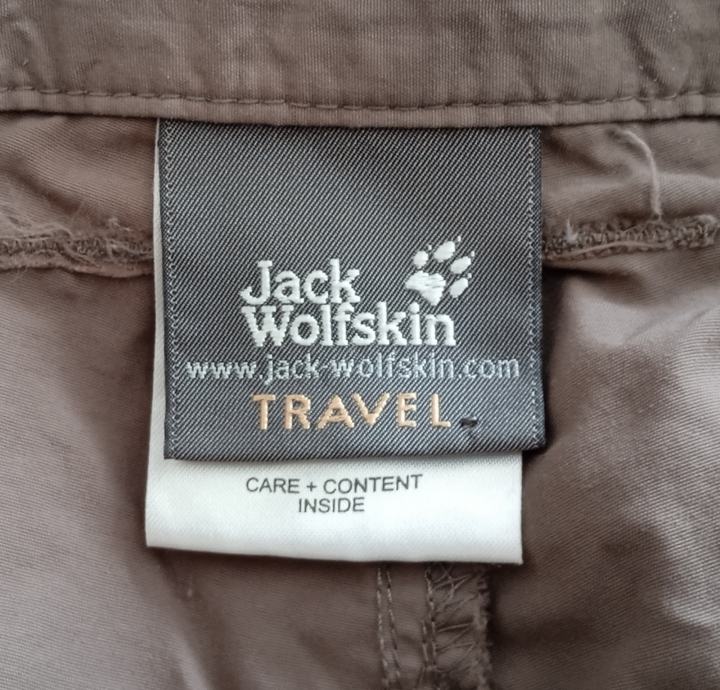 Jack
Wolfskin
www.jack-wolfskin.com
TRAVEL
CARE + CONTENT
INSIDE